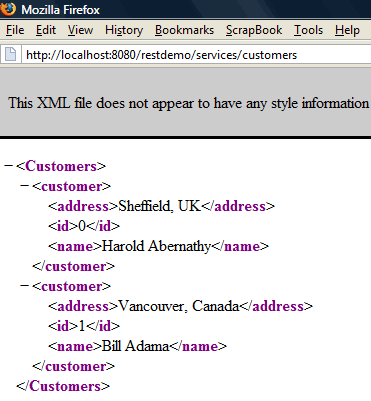 Mozilla Firefox
File Edit View History Bookmarks ScrapBook Tools Help
http://localhost:8080/restdemo/services/customers
This XML file does not appear to have any style information
−<Customers>
−<customer>
<address>Sheffield, UK</address>
<id>0</id>
<name>Harold Abernathy</name>
</customer>
−<customer>
<address>Vancouver, Canada</address>
<id>1</id>
<name>Bill Adama</name>
</customer>
</Customers>